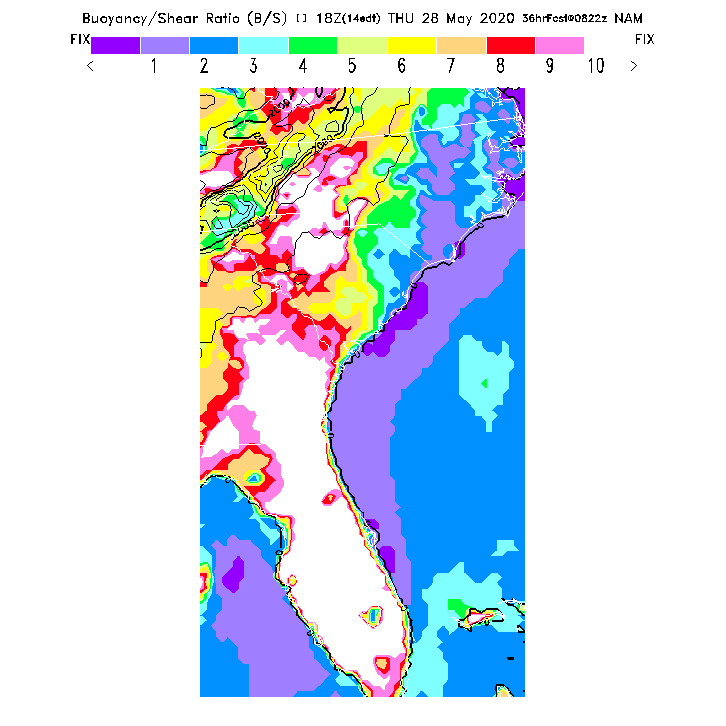 Buoyancy/Shear Ratio (B/S) [] 18Z(14edt) THU 28 May 2020 36hrFcst@0822z NAM
FIX FIX
< 1 2 3 4 5 6 7 8 9 10 >